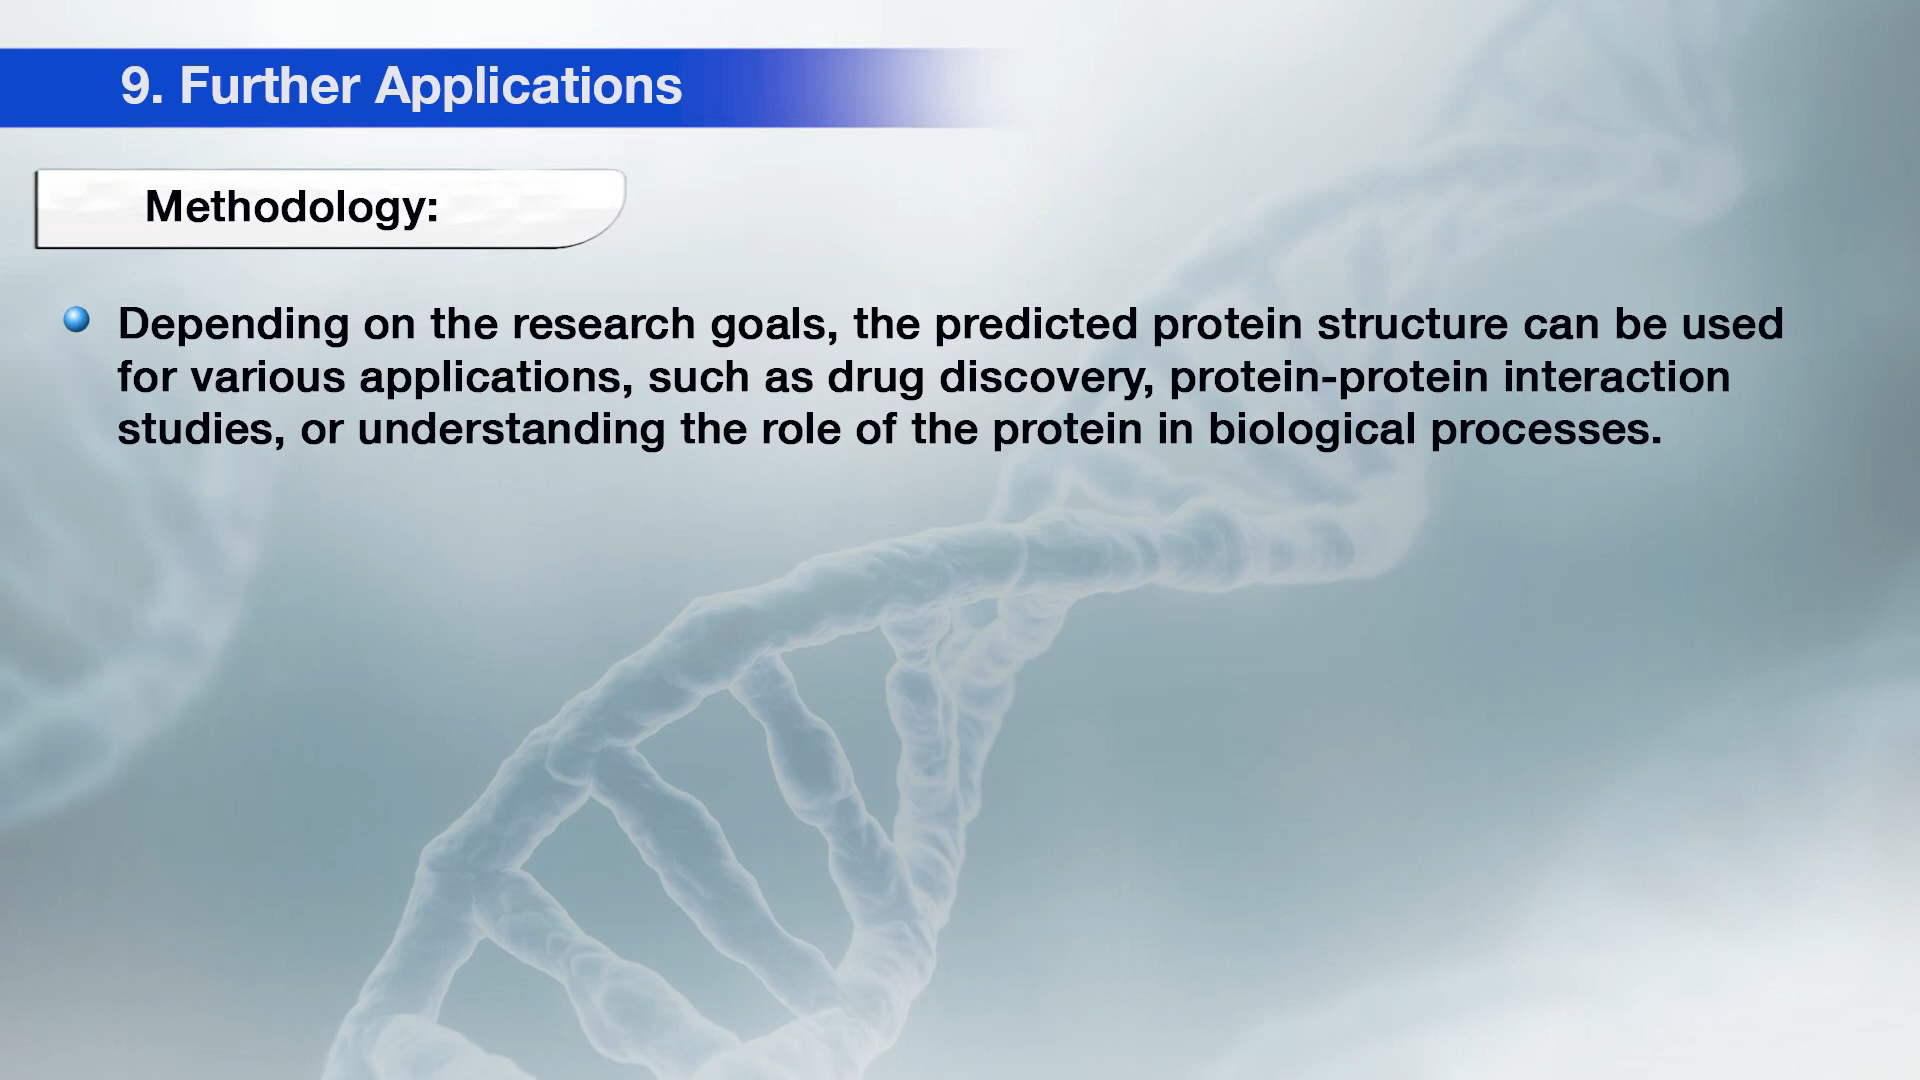 9. Further Applications
Methodology:
Depending on the research goals, the predicted protein structure can be used
for various applications, such as drug discovery, protein-protein interaction
studies, or understanding the role of the protein in biological processes.